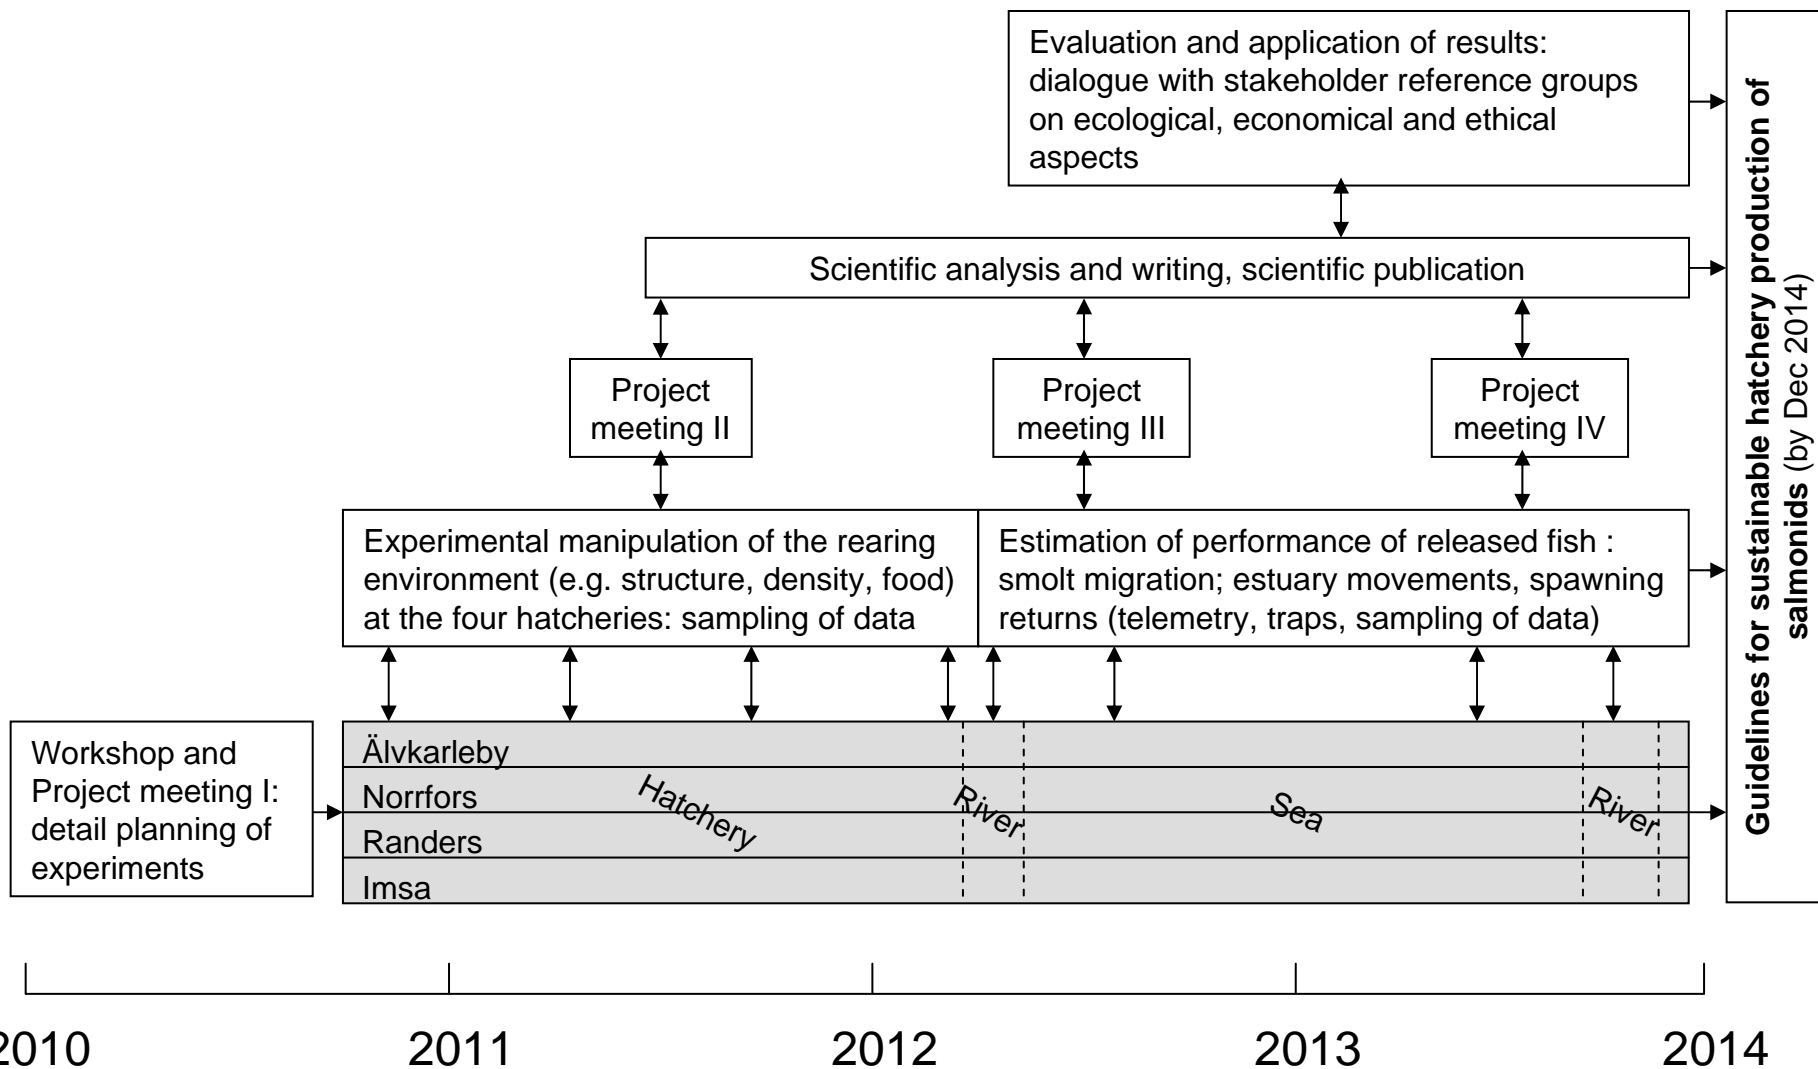 Evaluation and application of results:
dialogue with stakeholder reference groups
on ecological, economical and ethical
aspects
Scientific analysis and writing, scientific publication
Project
meeting II
Project
meeting III
Project
meeting IV
Experimental manipulation of the rearing
environment (e.g. structure, density, food)
at the four hatcheries: sampling of data
Estimation of performance of released fish :
smolt migration; estuary movements, spawning
returns (telemetry, traps, sampling of data)
Workshop and
Project meeting I:
detail planning of
experiments
Älvkarleby
Norrfors
Randers
Imsa
Hatchery
River
Sea
River
Guidelines for sustainable hatchery production of
salmonids (by Dec 2014)
2010
2011
2012
2013
2014